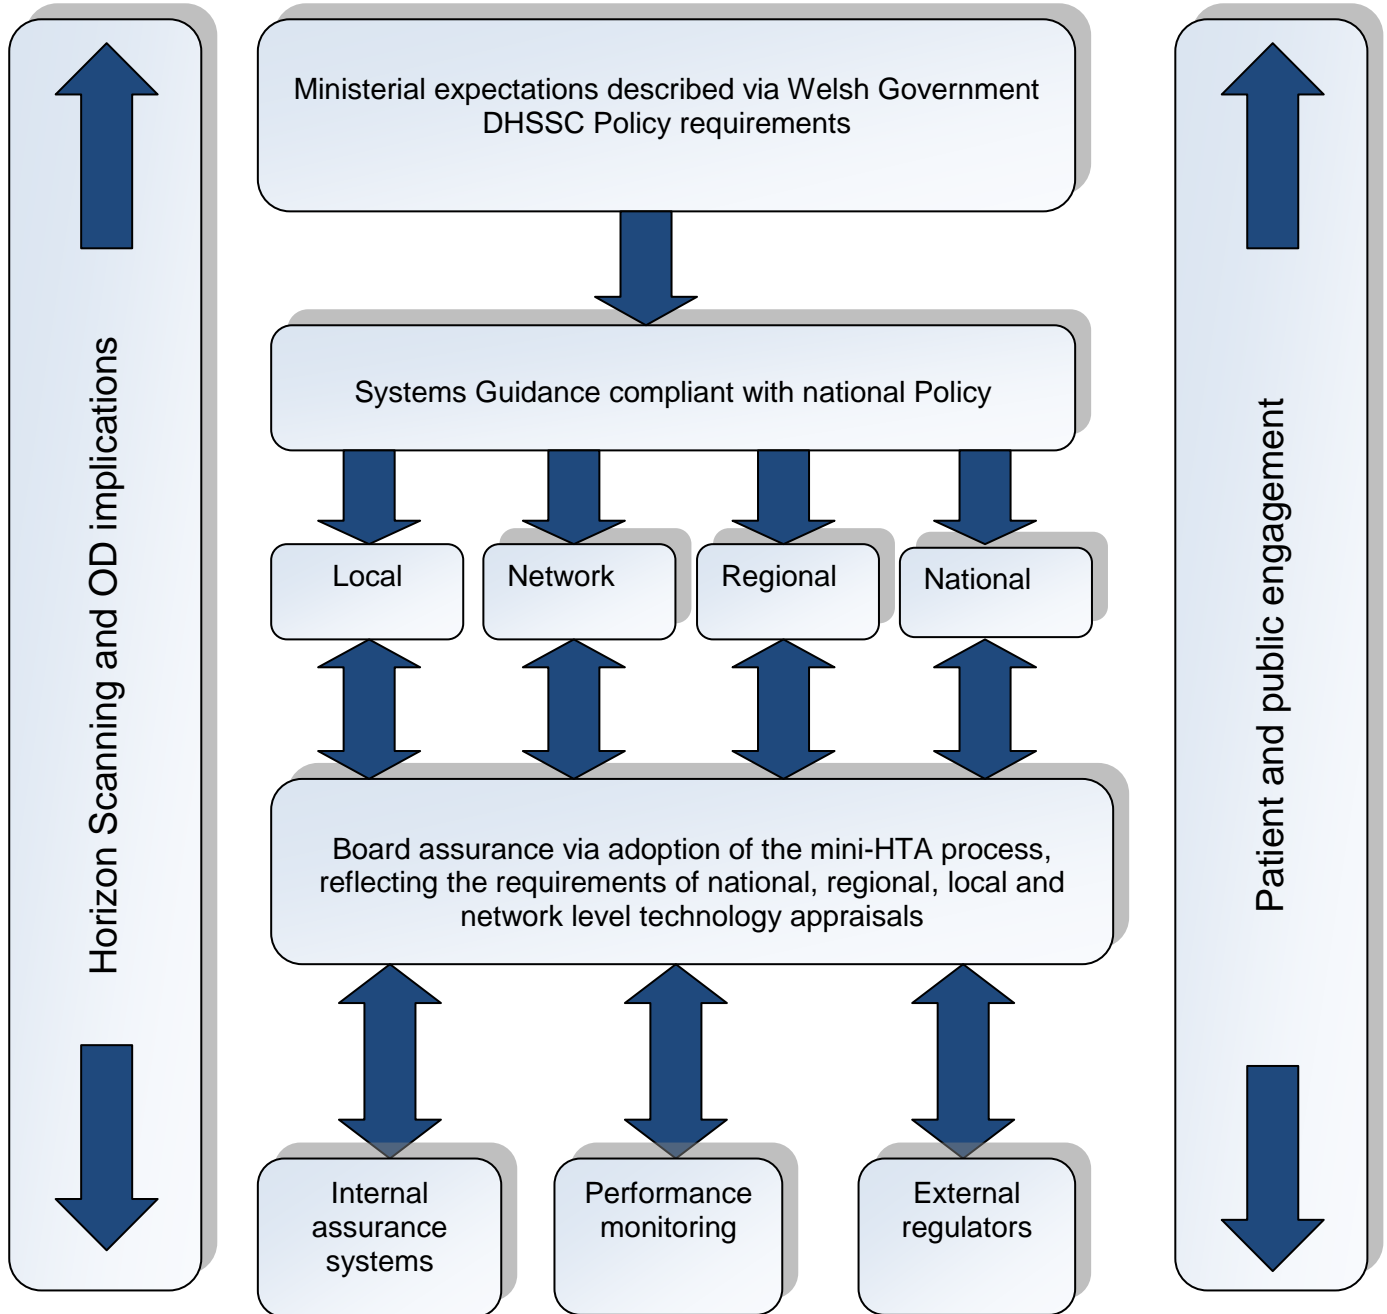 Horizon Scanning and OD implications
Ministerial expectations described via Welsh Government
DHSSC Policy requirements
Systems Guidance compliant with national Policy
Local
Network
Regional
National
Board assurance via adoption of the mini-HTA process,
reflecting the requirements of national, regional, local and
network level technology appraisals
Internal
assurance
systems
Performance
monitoring
External
regulators
Patient and public engagement